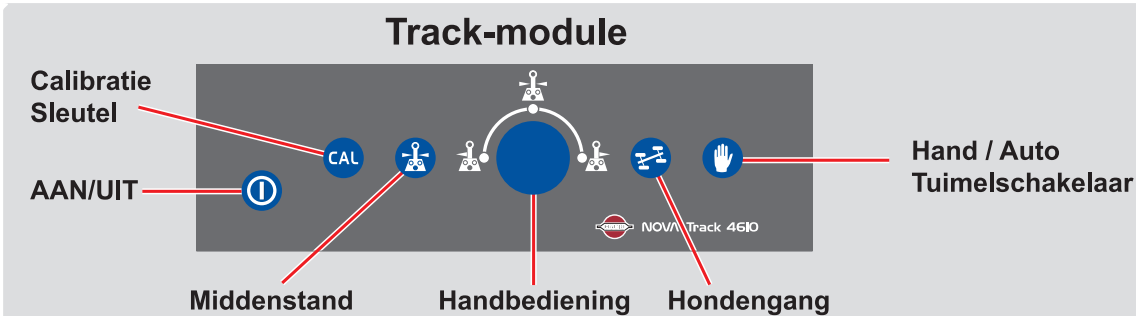 Track-module
Calibratie
Sleutel
CAL
AAN/UIT
Hand / Auto
Tuimelschakelaar
NOVA Track 4610
Middenstand
Handbediening
Hondengang